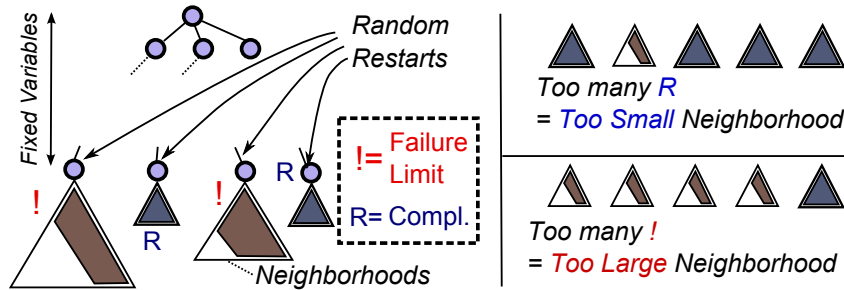 Fixed Variables
Random
Restarts
!
R
!
R
!= Failure
Limit
R= Compl.
Neighborhoods
Too many R
= Too Small Neighborhood
Too many !
= Too Large Neighborhood